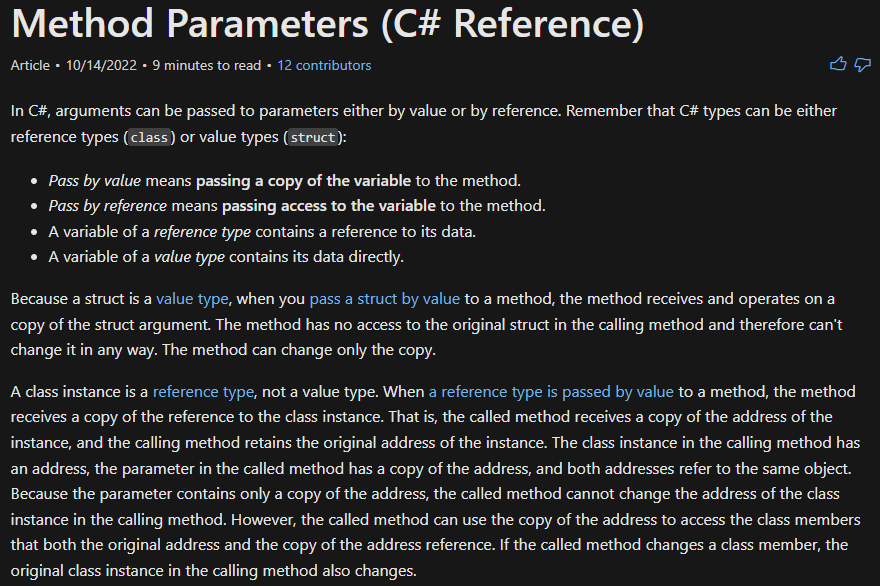 Method Parameters (C# Reference)
Article • 10/14/2022 • 9 minutes to read • 12 contributors
In C#, arguments can be passed to parameters either by value or by reference. Remember that C# types can be either
reference types (class) or value types (struct):
• Pass by value means passing a copy of the variable to the method.
• Pass by reference means passing access to the variable to the method.
• A variable of a reference type contains a reference to its data.
• A variable of a value type contains its data directly.
Because a struct is a value type, when you pass a struct by value to a method, the method receives and operates on a
copy of the struct argument. The method has no access to the original struct in the calling method and therefore can't
change it in any way. The method can change only the copy.
A class instance is a reference type, not a value type. When a reference type is passed by value to a method, the method
receives a copy of the reference to the class instance. That is, the called method receives a copy of the address of the
instance, and the calling method retains the original address of the instance. The class instance in the calling method has
an address, the parameter in the called method has a copy of the address, and both addresses refer to the same object.
Because the parameter contains only a copy of the address, the called method cannot change the address of the class
instance in the calling method. However, the called method can use the copy of the address to access the class members
that both the original address and the copy of the address reference. If the called method changes a class member, the
original class instance in the calling method also changes.